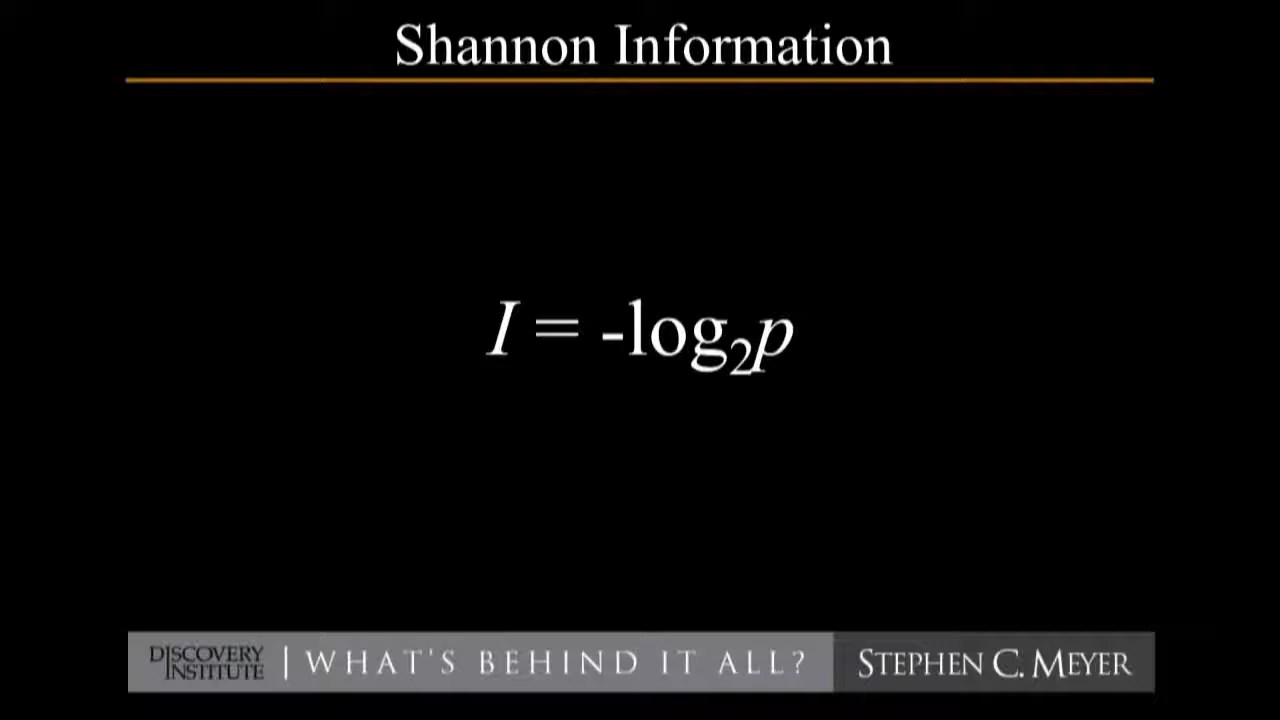 Shannon Information
I = -log₂p
DISCOVERY
INSTITUTE
WHAT'S BEHIND IT ALL?
STEPHEN C. MEYER